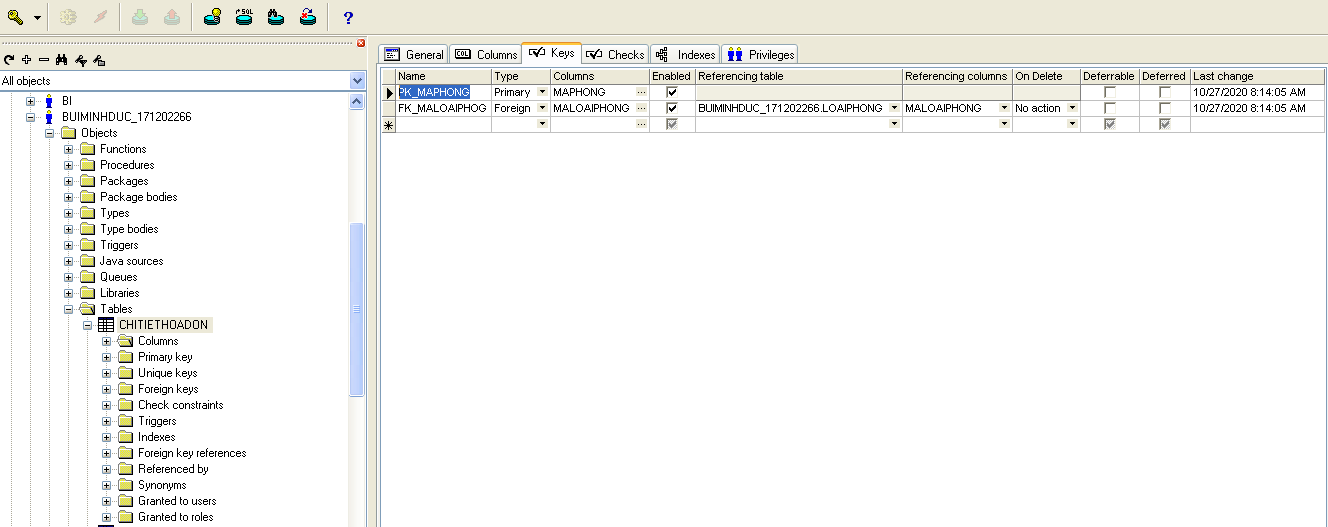 SQL
?
All objects
BI
BUIMINHDUC_171202266
Objects
Functions
Procedures
Packages
Package bodies
Types
Type bodies
Triggers
Java sources
Queues
Libraries
Tables
CHITIETHOADON
Columns
Primary key
Unique keys
Foreign keys
Check constraints
Triggers
Indexes
Foreign key references
Referenced by
Synonyms
Granted to users
Granted to roles
General COL Columns Keys Checks Indexes Privileges
Name Type Columns Enabled Referencing table Referencing columns On Delete Deferrable Deferred Last change
PK_MAPHONG Primary MAPHONG ... 10/27/2020 8:14:05 AM
FK_MALOAIPHOG Foreign MALOAIPHONG ... BUIMINHDUC_171202266.LOAIPHONG MALOAIPHONG No action 10/27/2020 8:14:05 AM
* ...